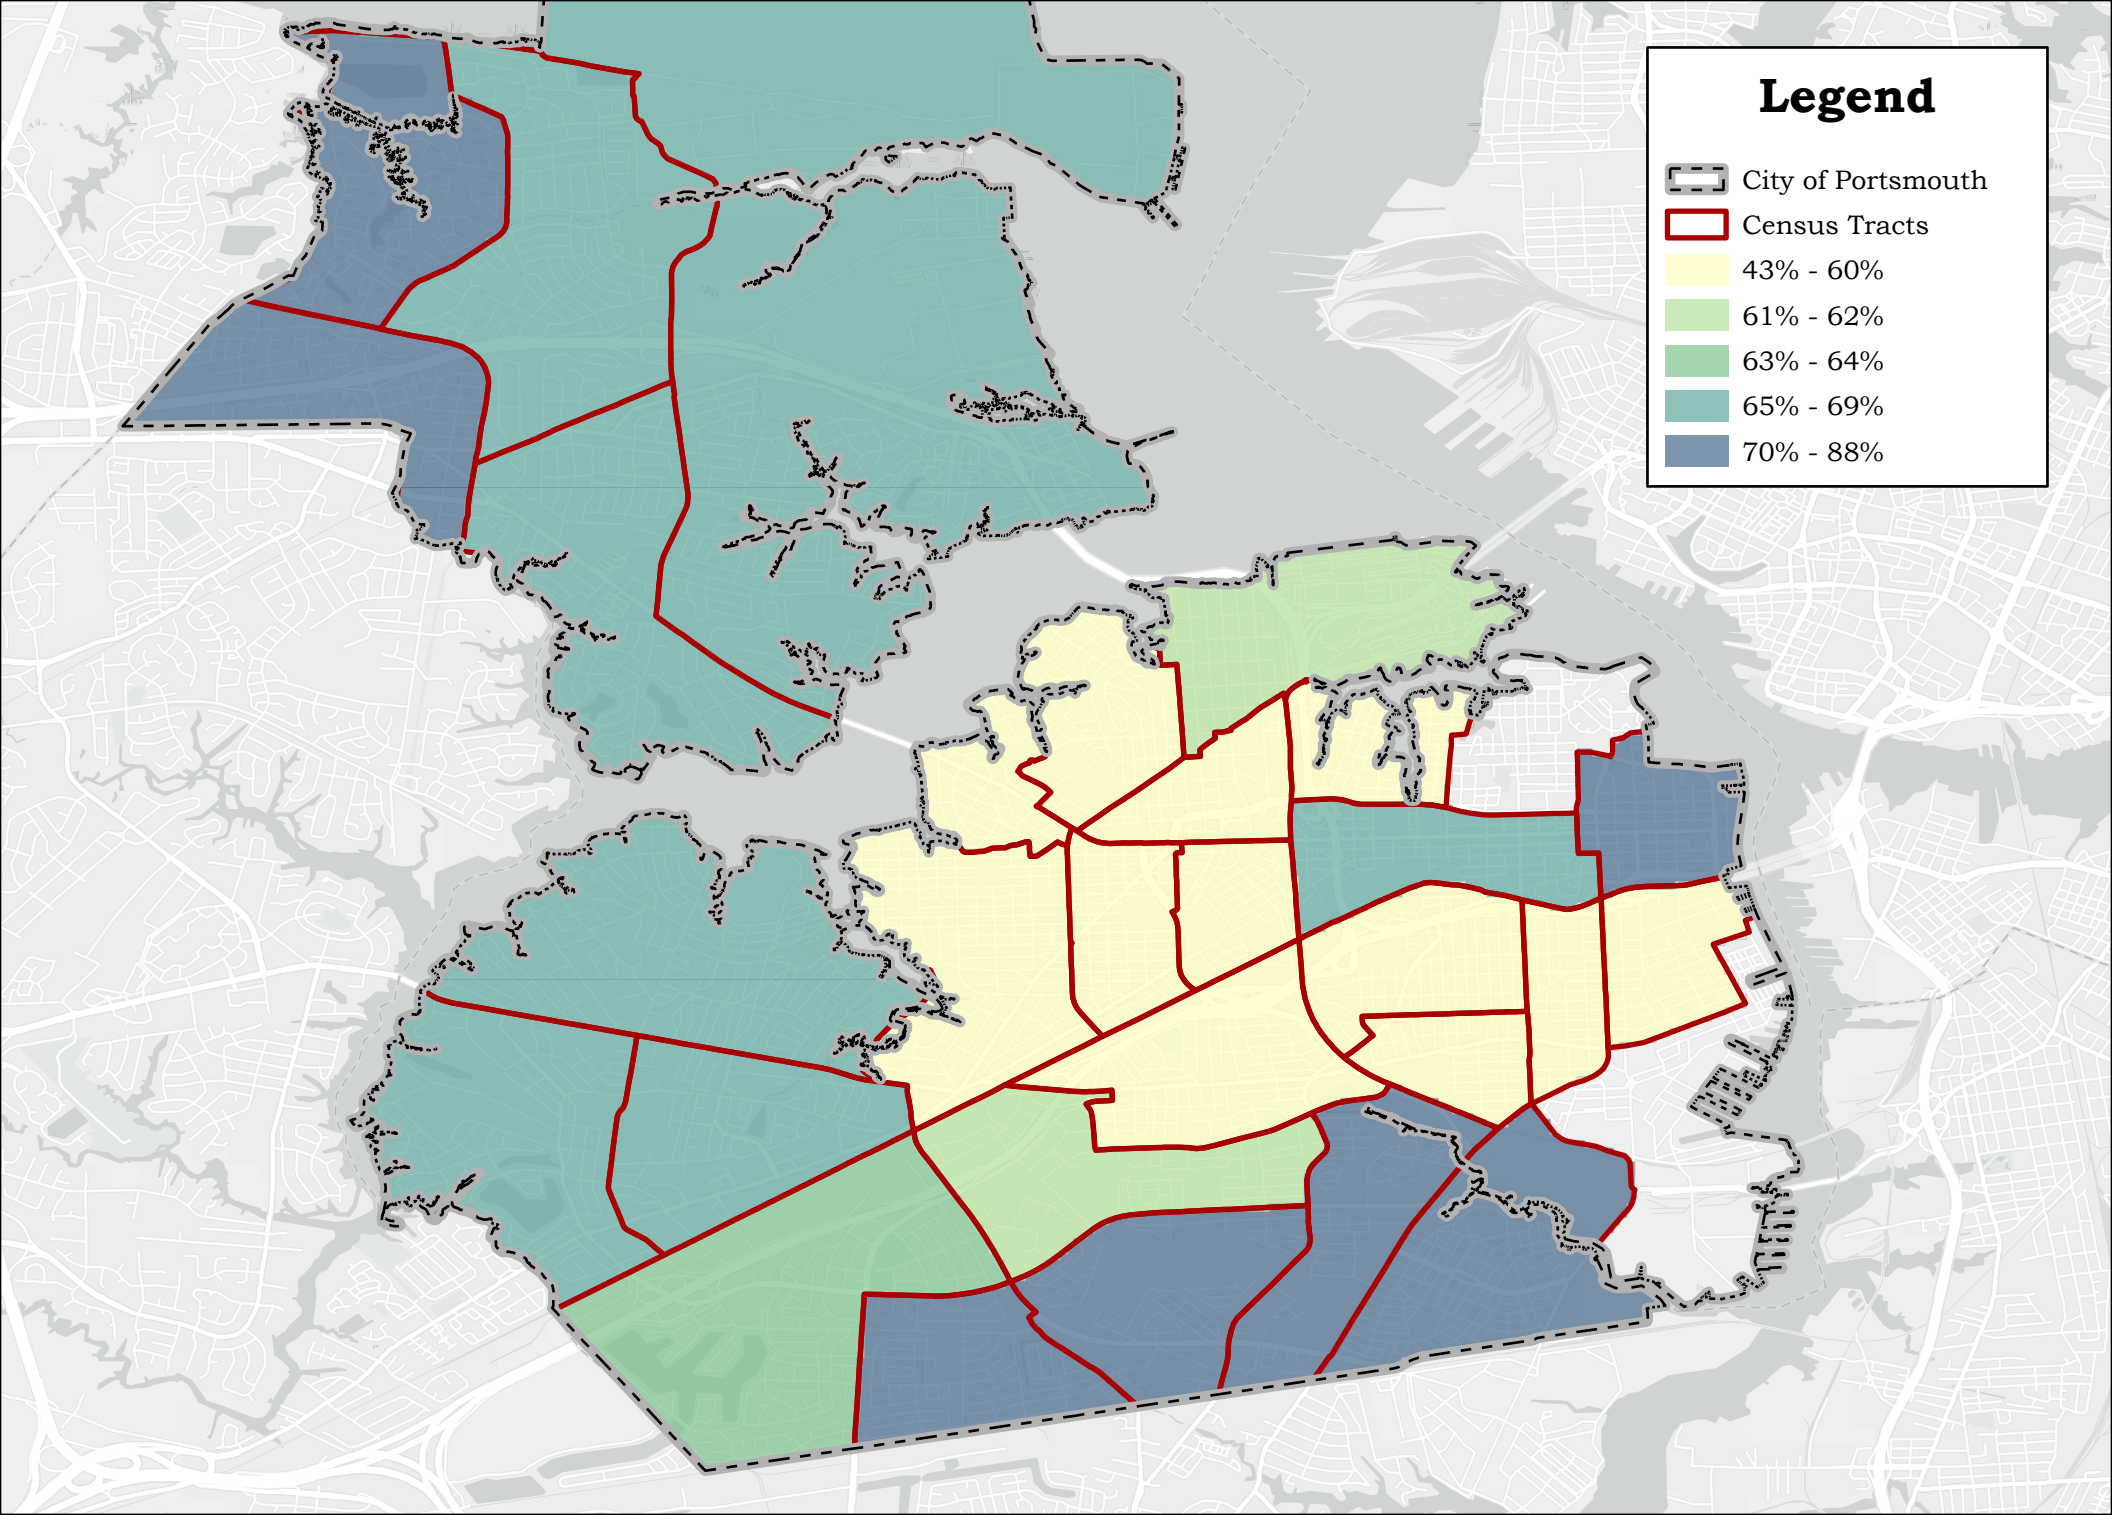 Legend
City of Portsmouth
Census Tracts
43% - 60%
61% - 62%
63% - 64%
65% - 69%
70% - 88%